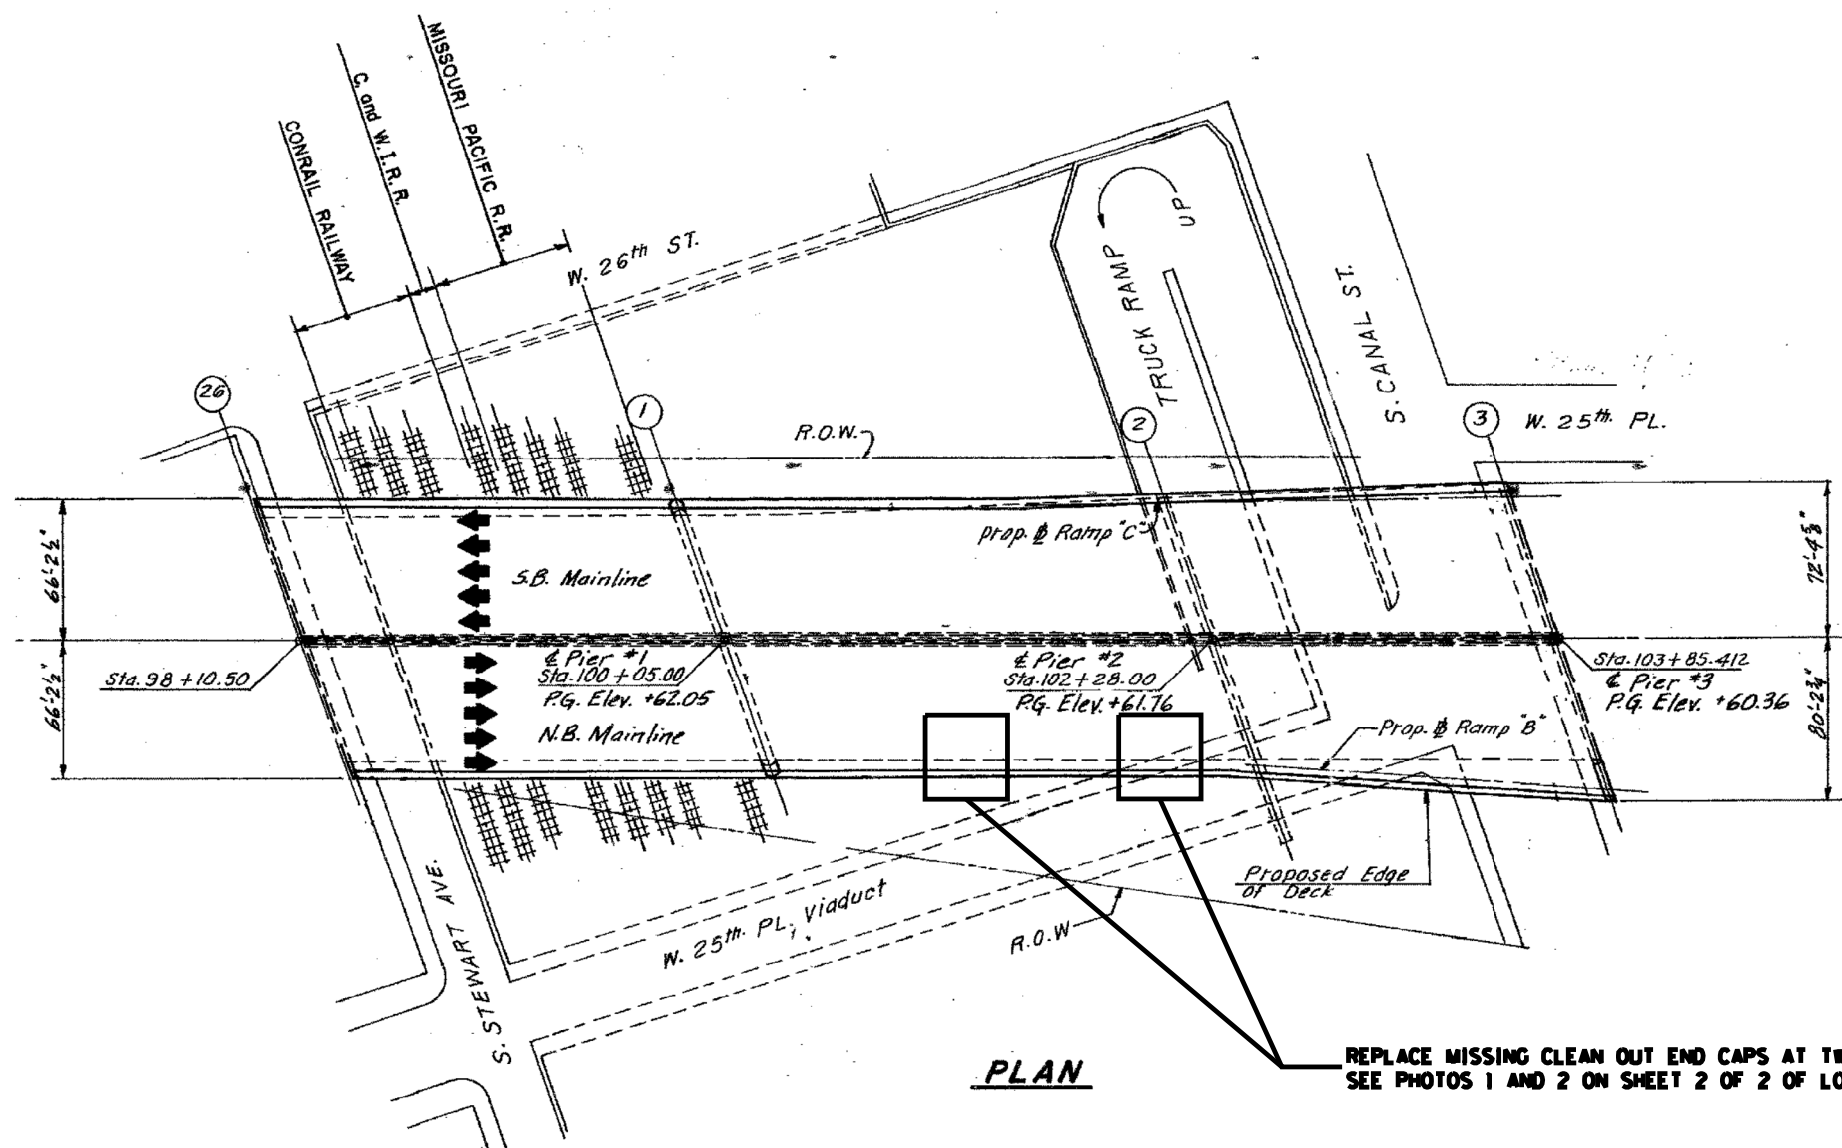 MISSOURI PACIFIC R.R.
C. and W.I.R.R.
CONRAIL RAILWAY
W. 26th ST.
UP
TRUCK RAMP
S. CANAL ST.
26
1
2
3
W. 25th. PL.
R.O.W.
prop. ⅊ Ramp "C"
66'-2½"
72'-4⅝"
S.B. Mainline
Sta. 98 + 10.50
℄ Pier #1
Sta. 100 + 05.00
P.G. Elev. +62.05
℄ Pier #2
Sta. 102 + 28.00
P.G. Elev. +61.76
Sta. 103 + 85.412
℄ Pier #3
P.G. Elev. +60.36
66'-2½"
80'-2¾"
N.B. Mainline
Prop. ⅊ Ramp "B"
Proposed Edge
of Deck
W. 25th. PL. Viaduct
R.O.W
S. STEWART AVE.
PLAN
REPLACE MISSING CLEAN OUT END CAPS AT
SEE PHOTOS 1 AND 2 ON SHEET 2 OF 2 OF